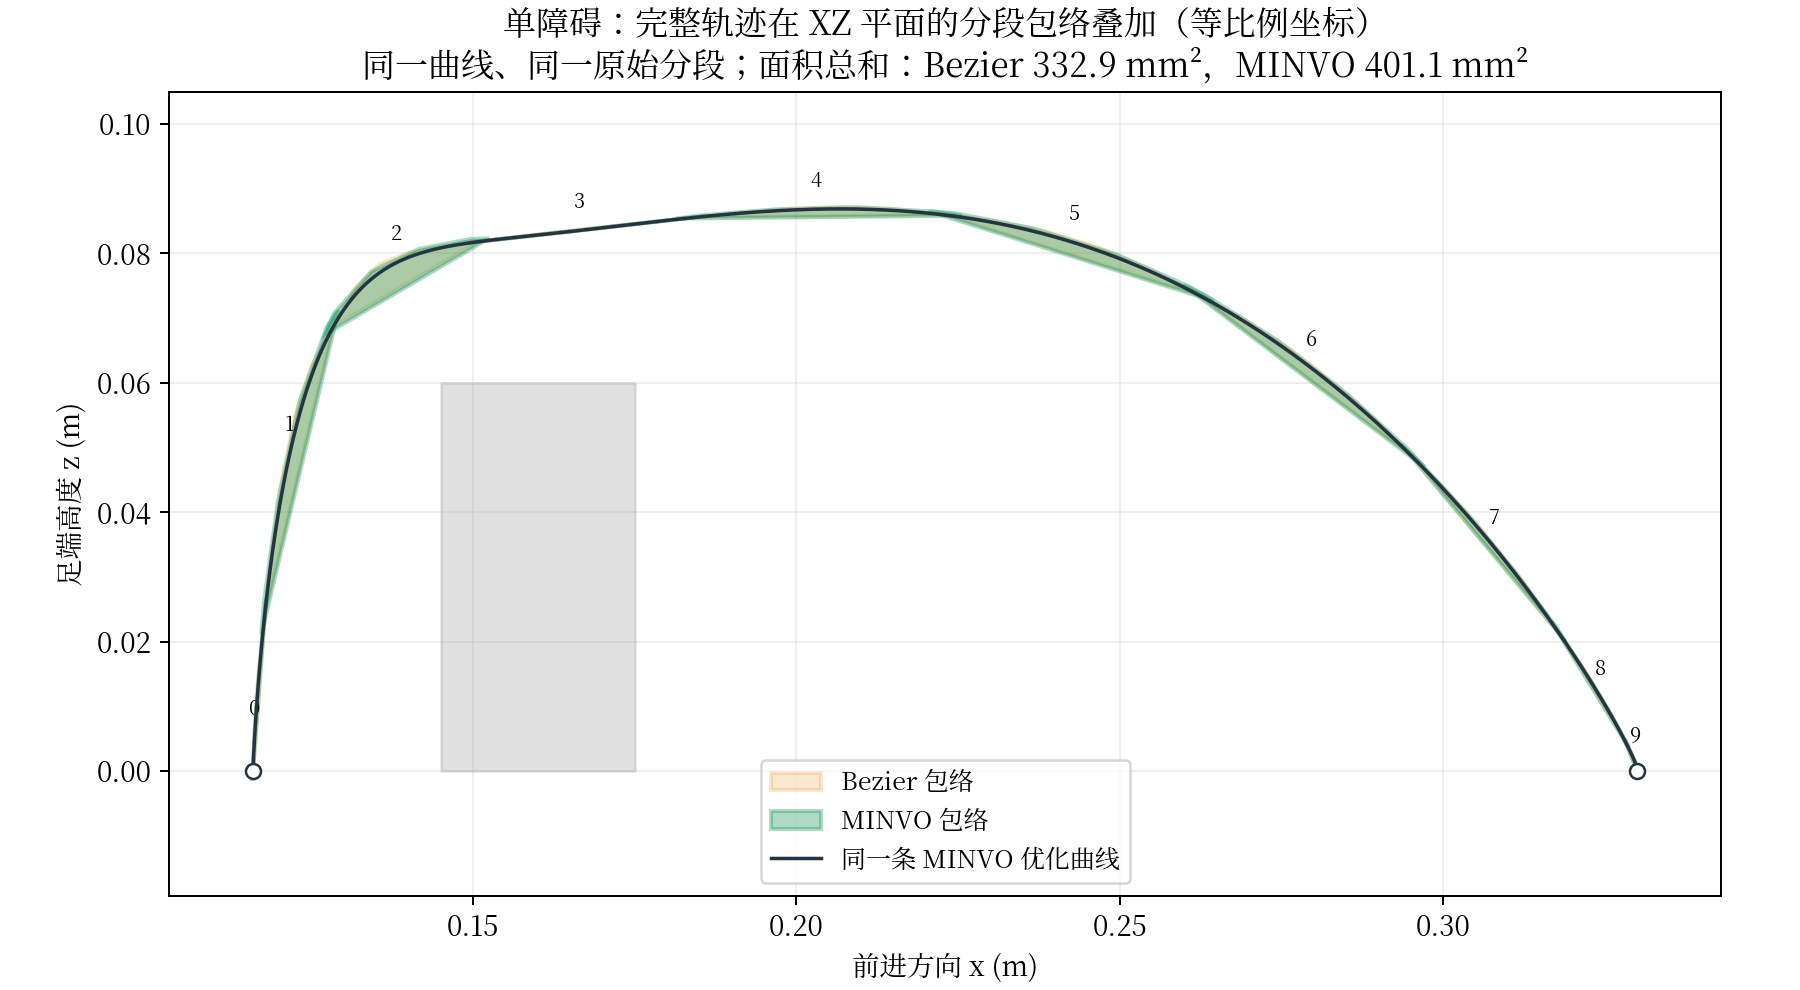 单障碍：完整轨迹在 XZ 平面的分段包络叠加（等比例坐标）
同一曲线、同一原始分段；面积总和：Bezier 332.9 mm²，MINVO 401.1 mm²
0.10
0.08
0.06
0.04
0.02
0.00
足端高度 z (m)
0
1
2
3
4
5
6
7
8
9
Bezier 包络
MINVO 包络
同一条 MINVO 优化曲线
0.15
0.20
0.25
0.30
前进方向 x (m)